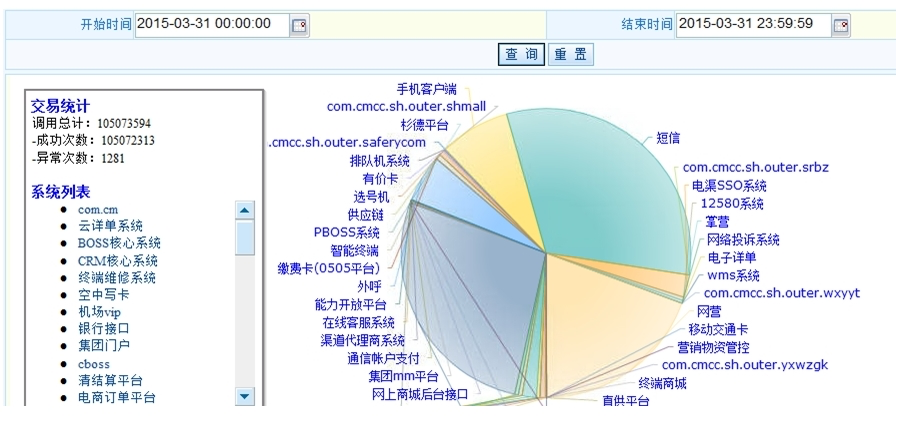 开始时间 2015-03-31 00:00:00 结束时间 2015-03-31 23:59:59
查 询 重 置
交易统计
调用总计: 105073594
-成功次数: 105072313
-异常次数: 1281
系统列表
com.cm
云详单系统
BOSS核心系统
CRM核心系统
终端维修系统
空中写卡
机场vip
银行接口
集团门户
cboss
清结算平台
电商订单平台
手机客户端
com.cmcc.sh.outer.shmall
杉德平台
.cmcc.sh.outer.saferycom
排队机系统
有价卡
选号机
供应链
PBOSS系统
智能终端
缴费卡(0505平台)
外呼
能力开放平台
在线客服系统
渠道代理商系统
通信帐户支付
集团mm平台
网上商城后台接口
短信
com.cmcc.sh.outer.srbz
电渠SSO系统
12580系统
掌营
网络投诉系统
电子详单
wms系统
com.cmcc.sh.outer.wxyyt
网营
移动交通卡
营销物资管控
com.cmcc.sh.outer.yxwzgk
终端商城
直供平台